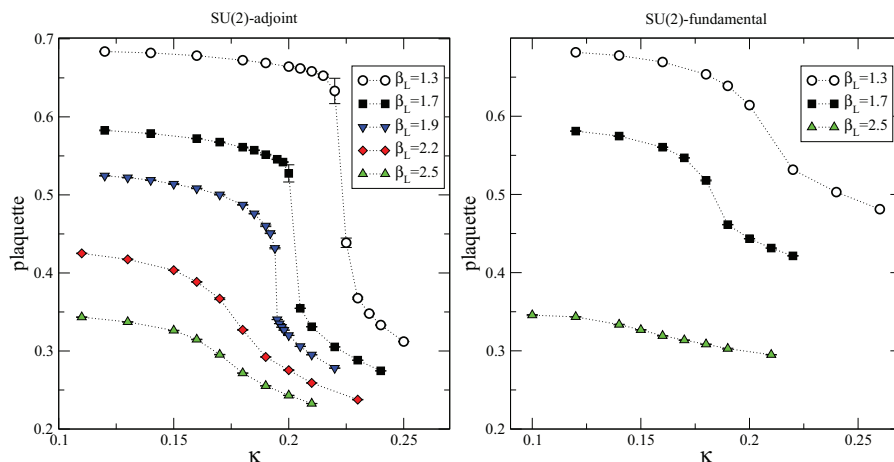 SU(2)-adjoint
plaquette
0.7
0.6
0.5
0.4
0.3
0.2
β_L=1.3
β_L=1.7
β_L=1.9
β_L=2.2
β_L=2.5
0.1 0.15 0.2 0.25
κ
SU(2)-fundamental
plaquette
0.7
0.6
0.5
0.4
0.3
0.2
β_L=1.3
β_L=1.7
β_L=2.5
0.1 0.15 0.2 0.25
κ